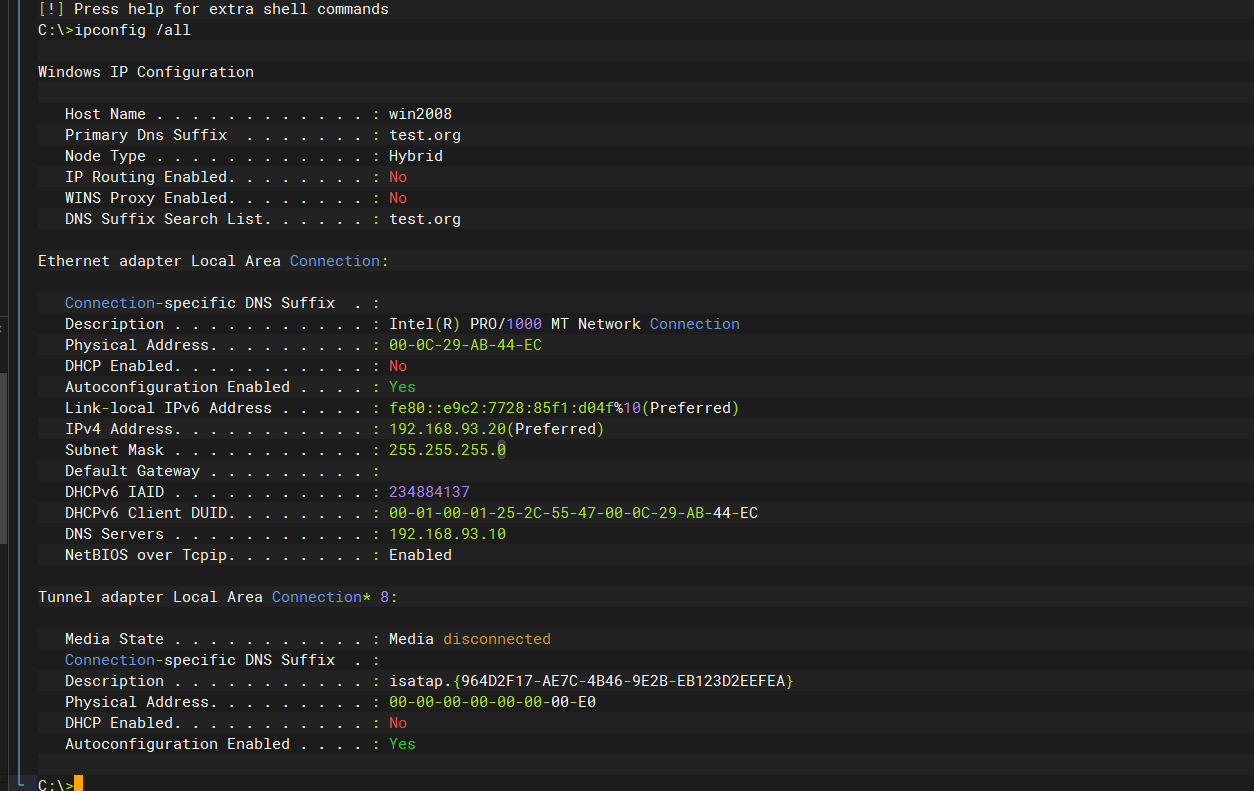 [!] Press help for extra shell commands
C:\>ipconfig /all
Windows IP Configuration
Host Name . . . . . . . . . . . . : win2008
Primary Dns Suffix  . . . . . . . : test.org
Node Type . . . . . . . . . . . . : Hybrid
IP Routing Enabled. . . . . . . . : No
WINS Proxy Enabled. . . . . . . . : No
DNS Suffix Search List. . . . . . : test.org
Ethernet adapter Local Area Connection:
Connection-specific DNS Suffix  . :
Description . . . . . . . . . . . : Intel(R) PRO/1000 MT Network Connection
Physical Address. . . . . . . . . : 00-0C-29-AB-44-EC
DHCP Enabled. . . . . . . . . . . : No
Autoconfiguration Enabled . . . . : Yes
Link-local IPv6 Address . . . . . : fe80::e9c2:7728:85f1:d04f%10(Preferred)
IPv4 Address. . . . . . . . . . . : 192.168.93.20(Preferred)
Subnet Mask . . . . . . . . . . . : 255.255.255.0
Default Gateway . . . . . . . . . :
DHCPv6 IAID . . . . . . . . . . . : 234884137
DHCPv6 Client DUID. . . . . . . . : 00-01-00-01-25-2C-55-47-00-0C-29-AB-44-EC
DNS Servers . . . . . . . . . . . : 192.168.93.10
NetBIOS over Tcpip. . . . . . . . : Enabled
Tunnel adapter Local Area Connection* 8:
Media State . . . . . . . . . . . : Media disconnected
Connection-specific DNS Suffix  . :
Description . . . . . . . . . . . : isatap.{964D2F17-AE7C-4B46-9E2B-EB123D2EEFEA}
Physical Address. . . . . . . . . : 00-00-00-00-00-00-00-E0
DHCP Enabled. . . . . . . . . . . : No
Autoconfiguration Enabled . . . . : Yes
C:\>